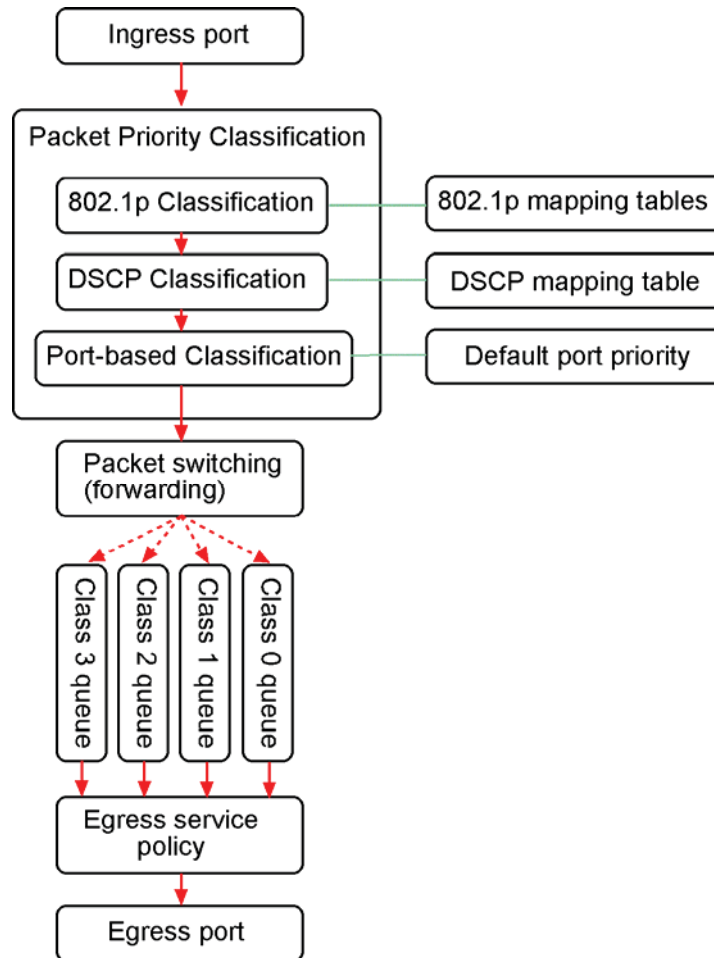 Ingress port
Packet Priority Classification
802.1p Classification
802.1p mapping tables
DSCP Classification
DSCP mapping table
Port-based Classification
Default port priority
Packet switching
(forwarding)
Class 3 queue
Class 2 queue
Class 1 queue
Class 0 queue
Egress service
policy
Egress port